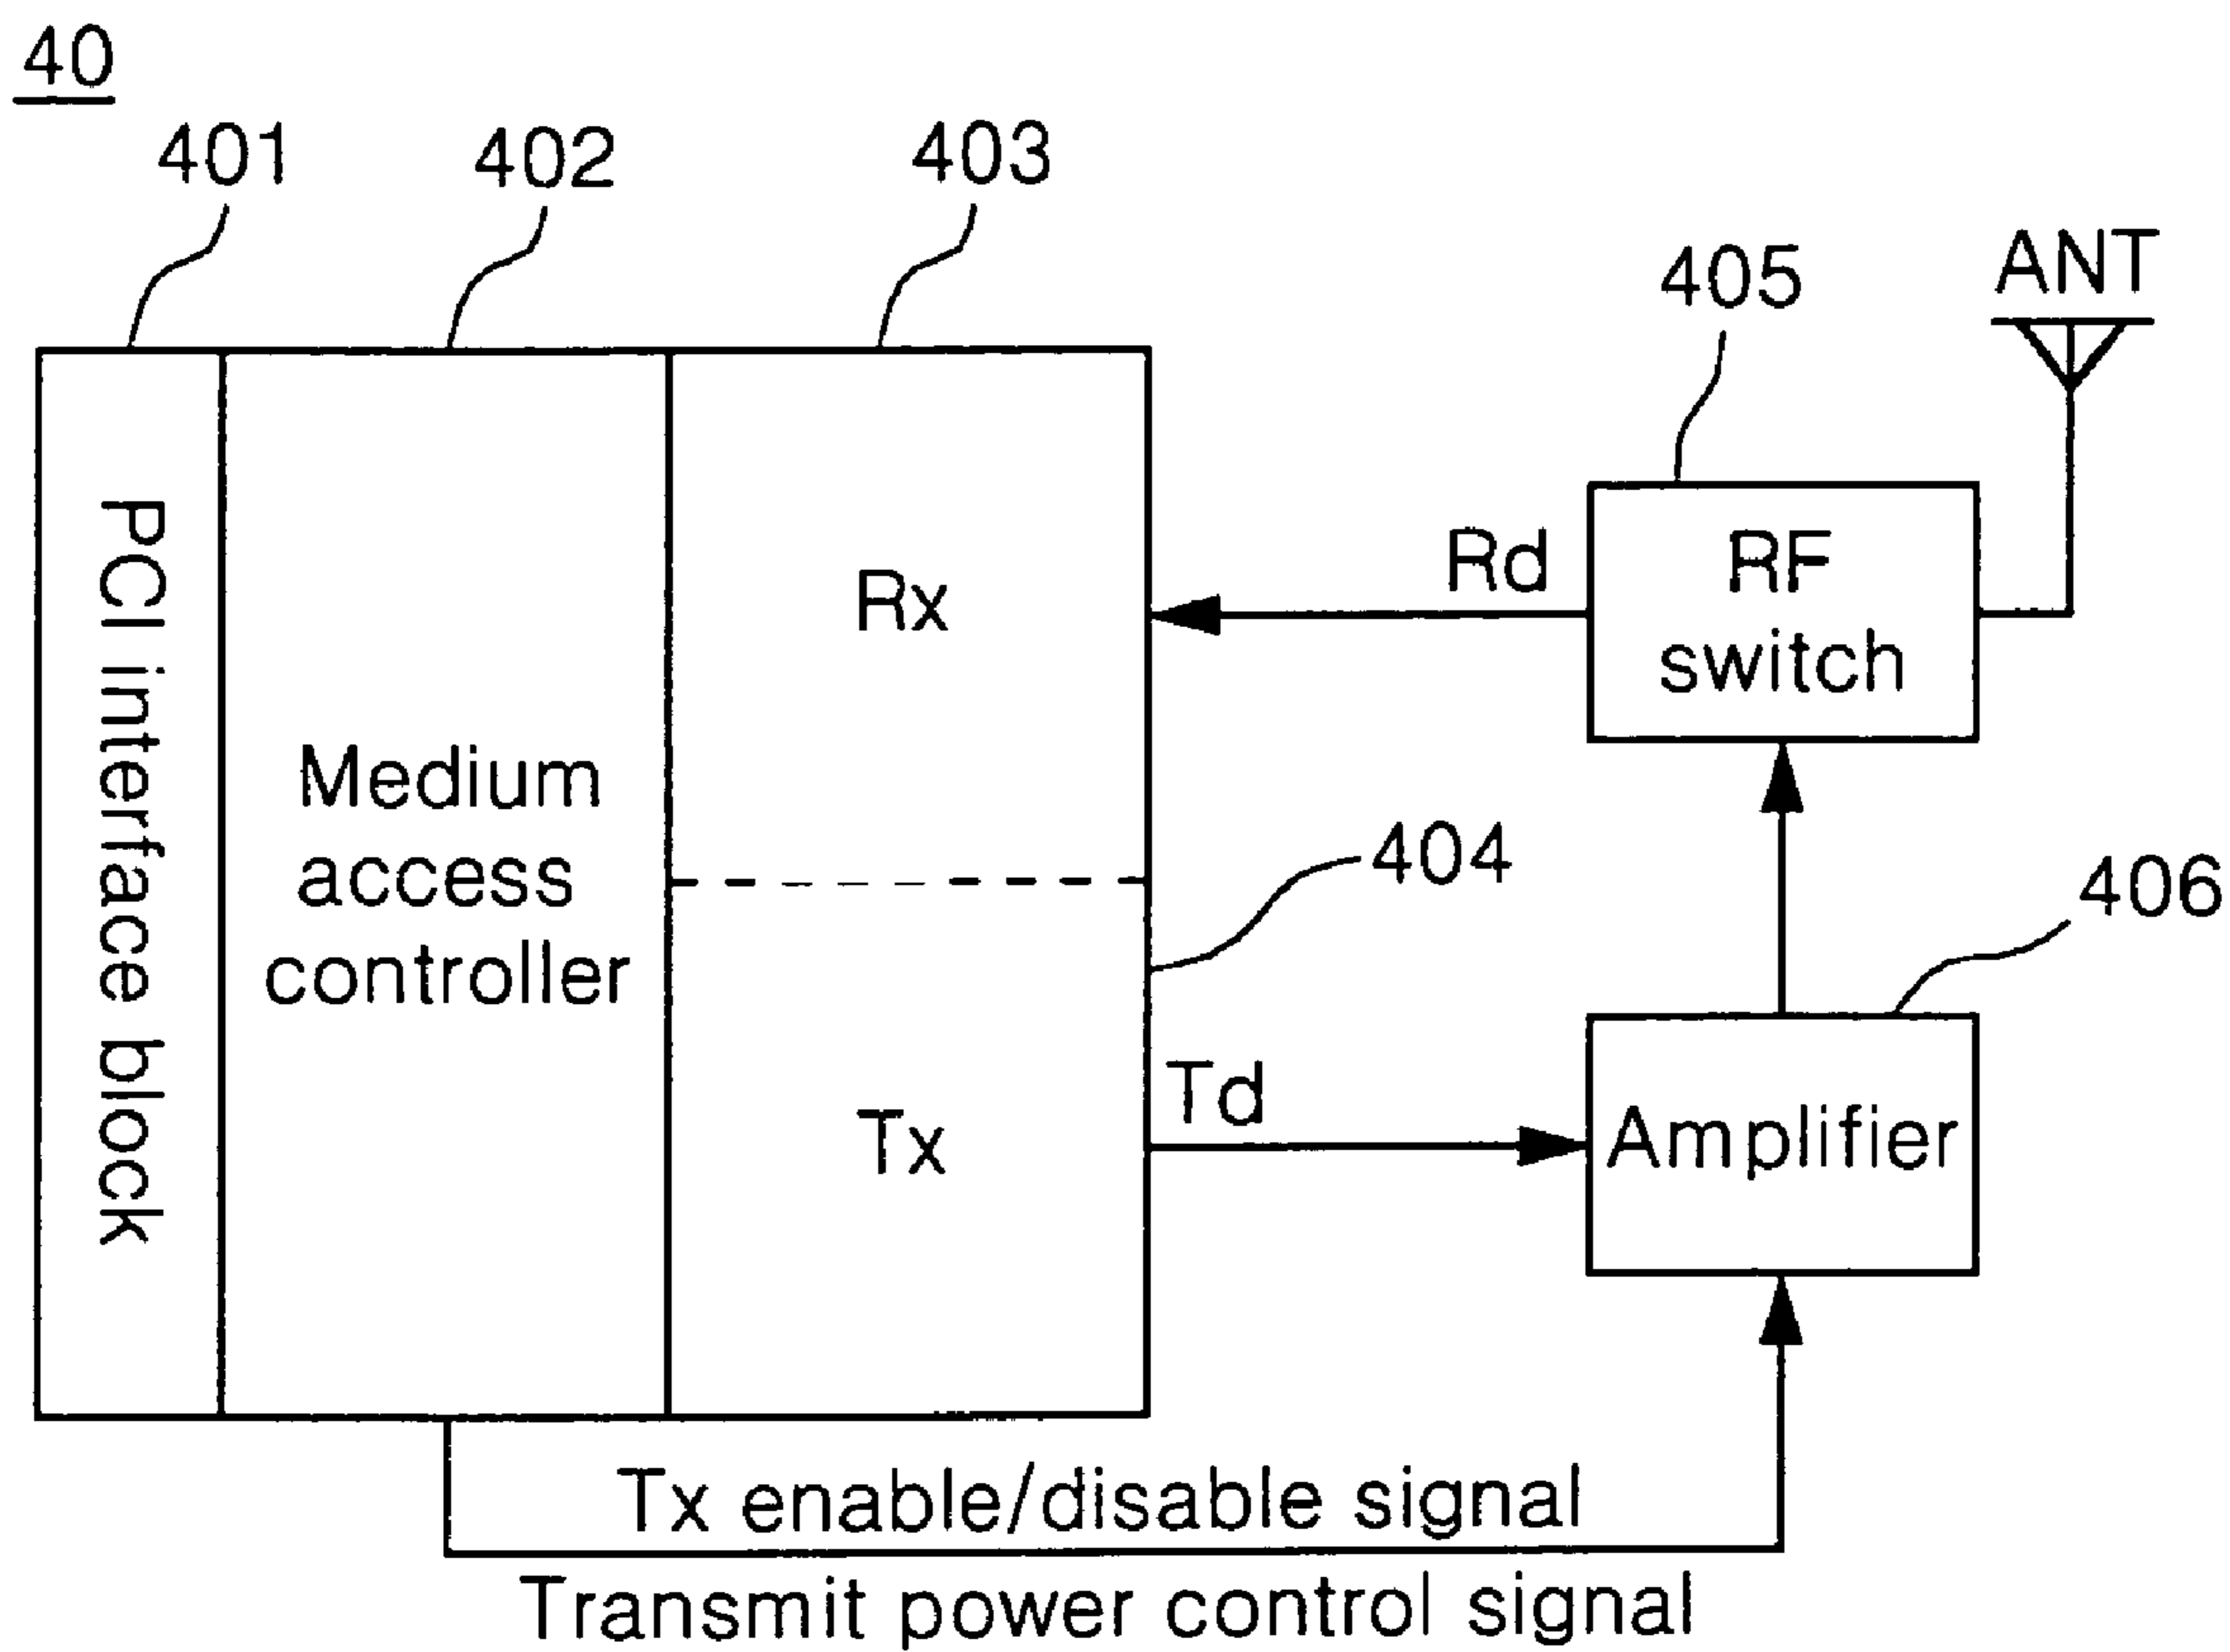 40
401
402
403
405
ANT
PCI interface block
Rx
Rd
RF
switch
Medium
access
controller
404
406
Td
Tx
Amplifier
Tx enable/disable signal
Transmit power control signal